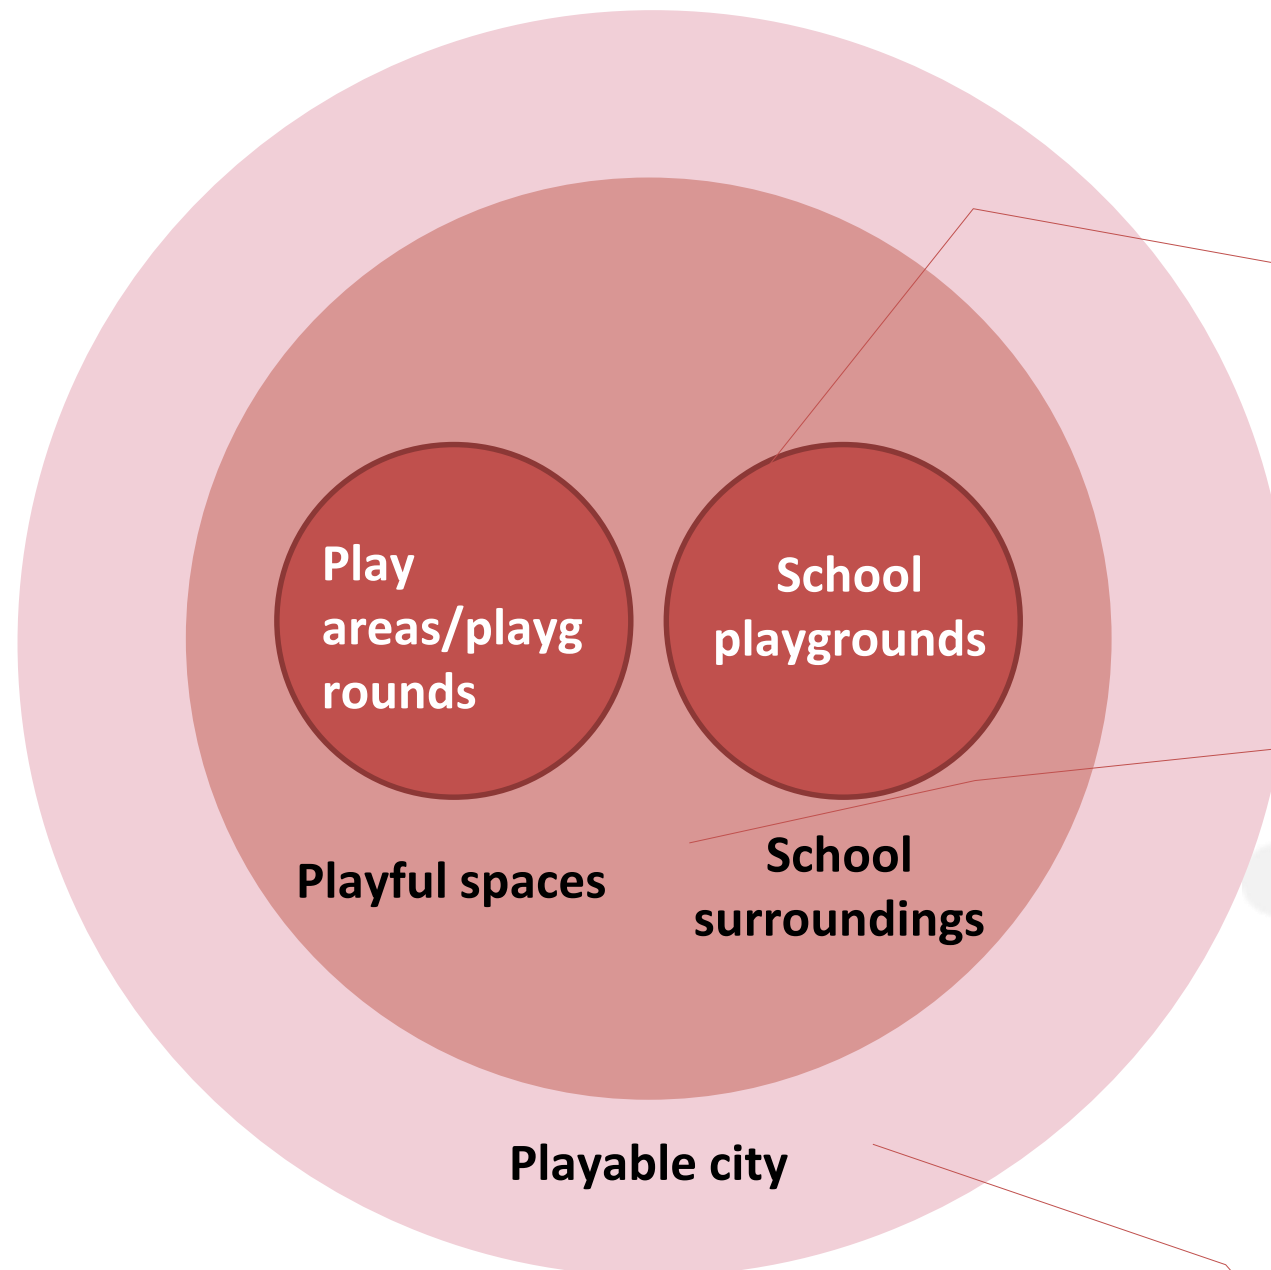 Play
areas/playg
rounds
School
playgrounds
Playful spaces
School
surroundings
Playable city